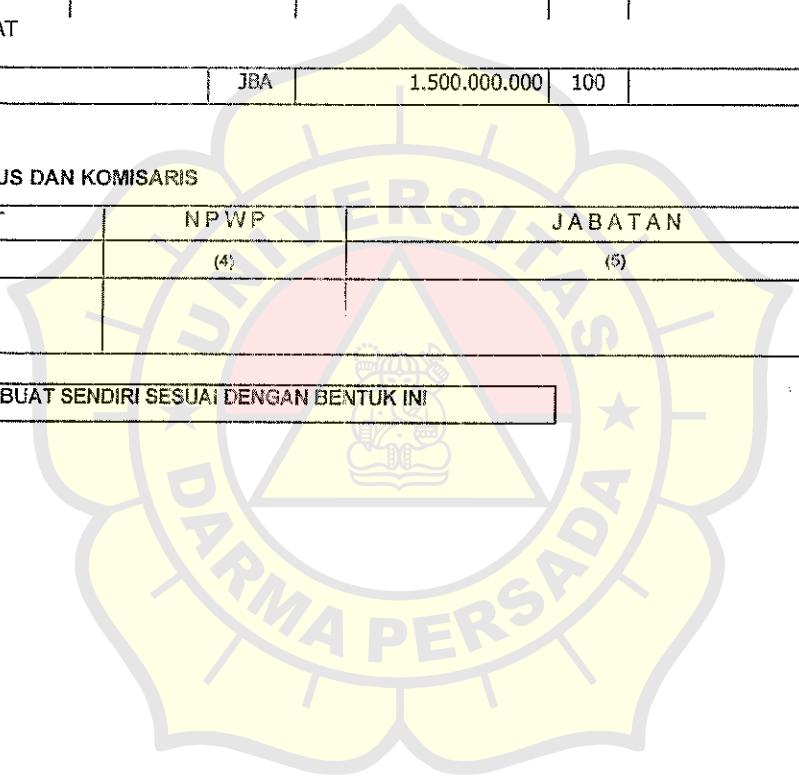 AT
JBA 1.500.000.000 100
US DAN KOMISARIS
NPWP JABATAN
(4) (5)
BUAT SENDIRI SESUAI DENGAN BENTUK INI
UNIVERSITAS
DARMA PERSADA